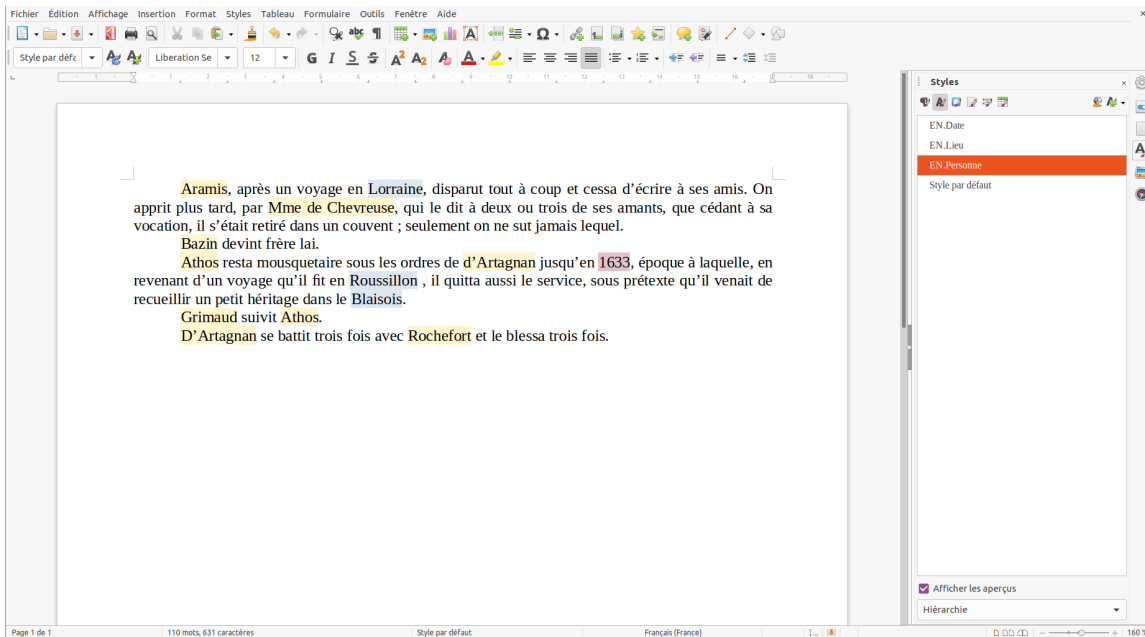 Fichier Édition Affichage Insertion Format Styles Tableau Formulaire Outils Fenêtre Aide
Style par défa Liberation Se 12
Styles
EN.Date
EN.Lieu
EN.Personne
Style par défaut
Aramis, après un voyage en Lorraine, disparut tout à coup et cessa d’écrire à ses amis. On
apprit plus tard, par Mme de Chevreuse, qui le dit à deux ou trois de ses amants, que cédant à sa
vocation, il s’était retiré dans un couvent ; seulement on ne sut jamais lequel.
Bazin devint frère lai.
Athos resta mousquetaire sous les ordres de d’Artagnan jusqu’en 1633, époque à laquelle, en
revenant d’un voyage qu’il fit en Roussillon , il quitta aussi le service, sous prétexte qu’il venait de
recueillir un petit héritage dans le Blaisois.
Grimaud suivit Athos.
D’Artagnan se battit trois fois avec Rochefort et le blessa trois fois.
Afficher les aperçus
Hiérarchie
Page 1 de 1 110 mots, 631 caractères Style par défaut Français (France) 160 %